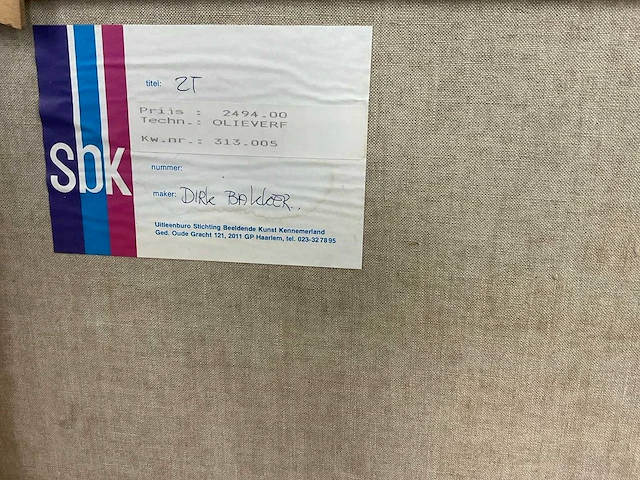 sbk
titel: ZT
Prijs : 2494.00
Techn.: OLIEVERF
Kw.nr.: 313.005
nummer:
maker: DIRK BAKKER..
Uitleenburo Stichting Beeldende Kunst Kennemerland
Ged. Oude Gracht 121, 2011 GP Haarlem, tel. 023-32 78 95